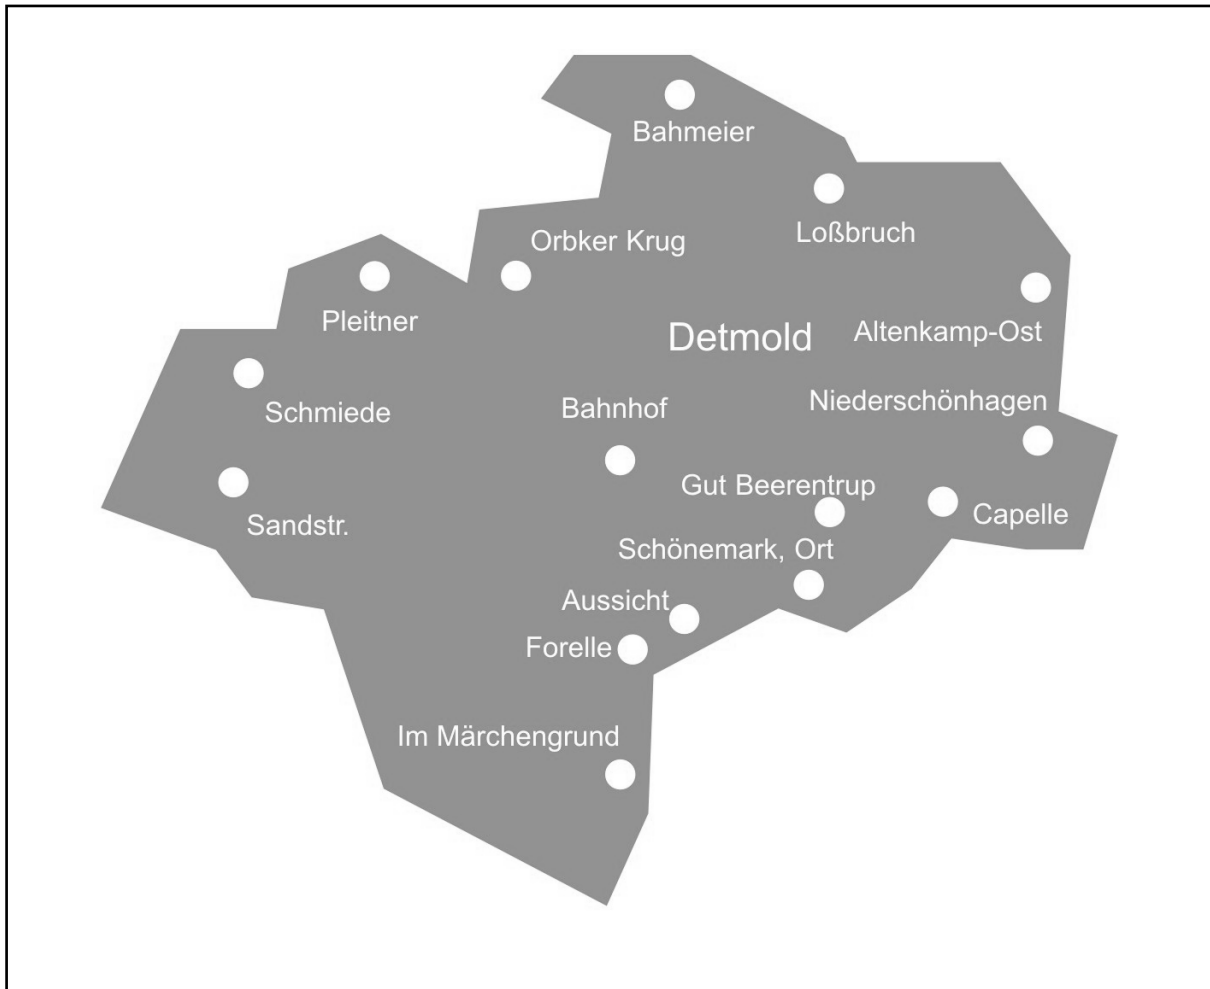 Bahmeier
Loßbruch
Orbker Krug
Pleitner
Detmold
Altenkamp-Ost
Schmiede
Bahnhof
Niederschönhagen
Gut Beerentrup
Capelle
Sandstr.
Schönemark, Ort
Aussicht
Forelle
Im Märchengrund